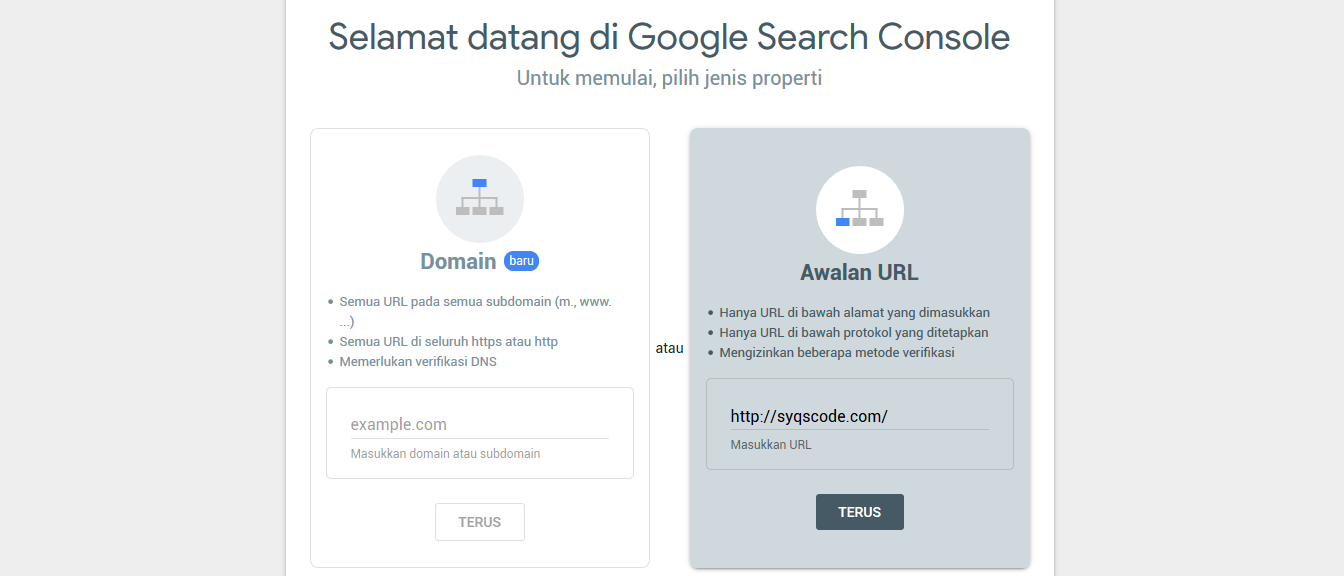 Selamat datang di Google Search Console
Untuk memulai, pilih jenis properti
Domain baru
Semua URL pada semua subdomain (m., www.
...)
Semua URL di seluruh https atau http
Memerlukan verifikasi DNS
example.com
Masukkan domain atau subdomain
TERUS
atau
Awalan URL
Hanya URL di bawah alamat yang dimasukkan
Hanya URL di bawah protokol yang ditetapkan
Mengizinkan beberapa metode verifikasi
http://syqscode.com/
Masukkan URL
TERUS